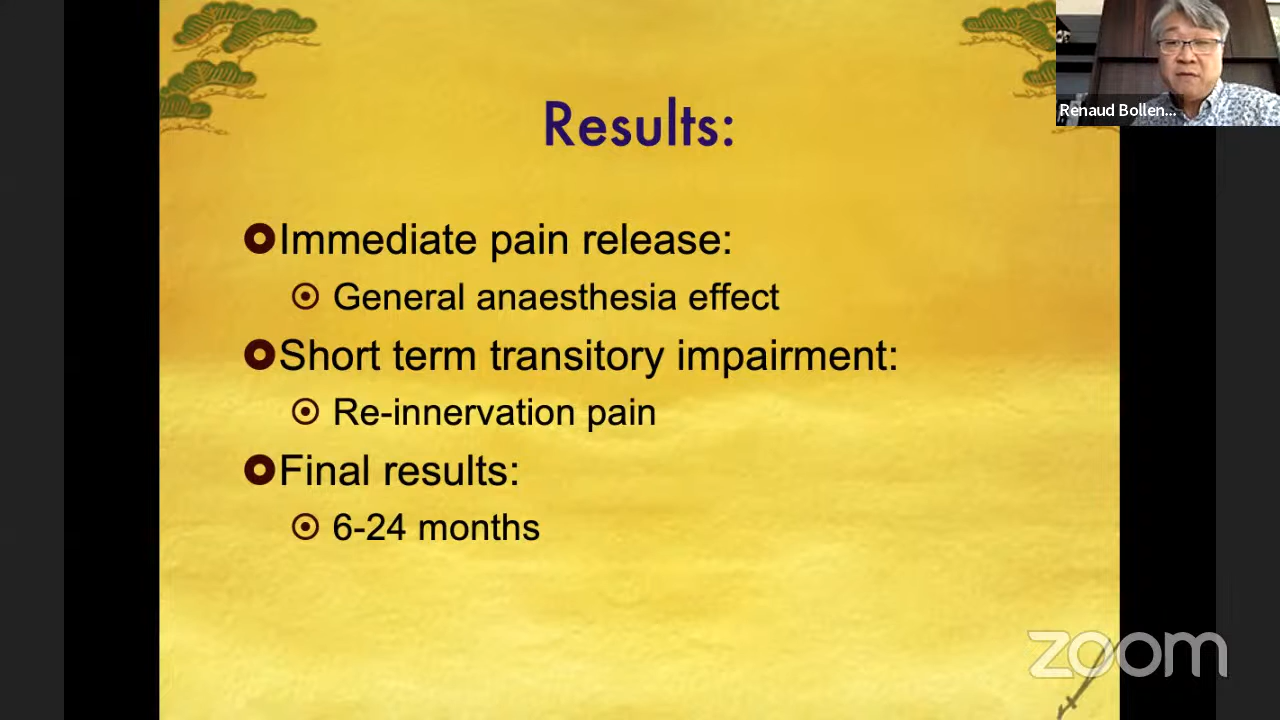 Results:
Immediate pain release:
General anaesthesia effect
Short term transitory impairment:
Re-innervation pain
Final results:
6-24 months
Renaud Bollen...
zoom